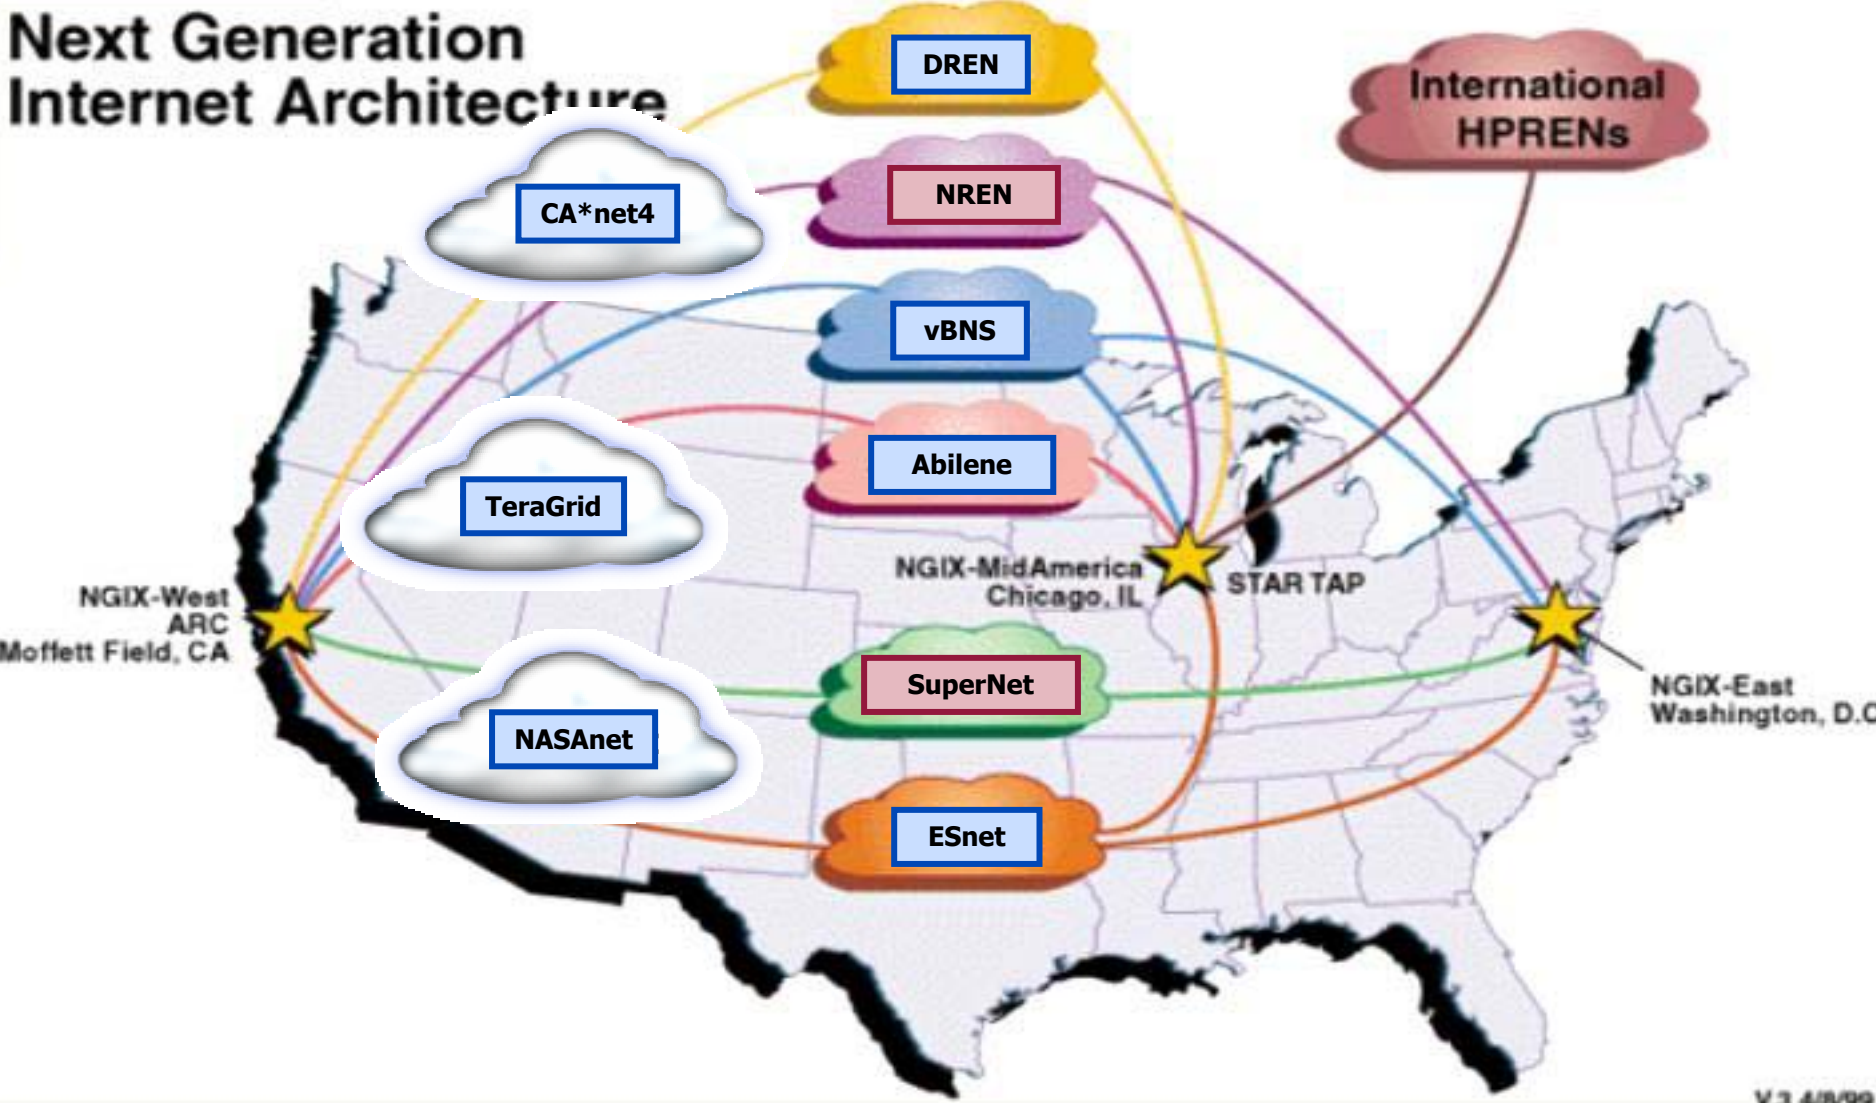 Next Generation
Internet Architecture
DREN
International
HPRENs
NREN
CA*net4
vBNS
Abilene
TeraGrid
NGIX-MidAmerica
Chicago, IL
STAR TAP
NGIX-West
ARC
Moffett Field, CA
SuperNet
NGIX-East
Washington, D.C
NASAnet
ESnet